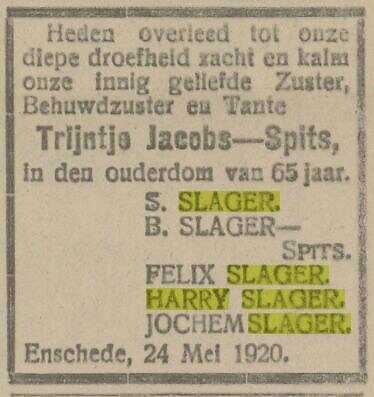 Heden overleed tot onze
diepe droefheid zacht en kalm
onze innig geliefde Zuster,
Behuwdzuster en Tante
Trijntje Jacobs—Spits,
in den ouderdom van 65 jaar.
S. SLAGER.
B. SLAGER—
SPITS.
FELIX SLAGER.
HARRY SLAGER.
JOCHEM SLAGER.
Enschede, 24 Mei 1920.